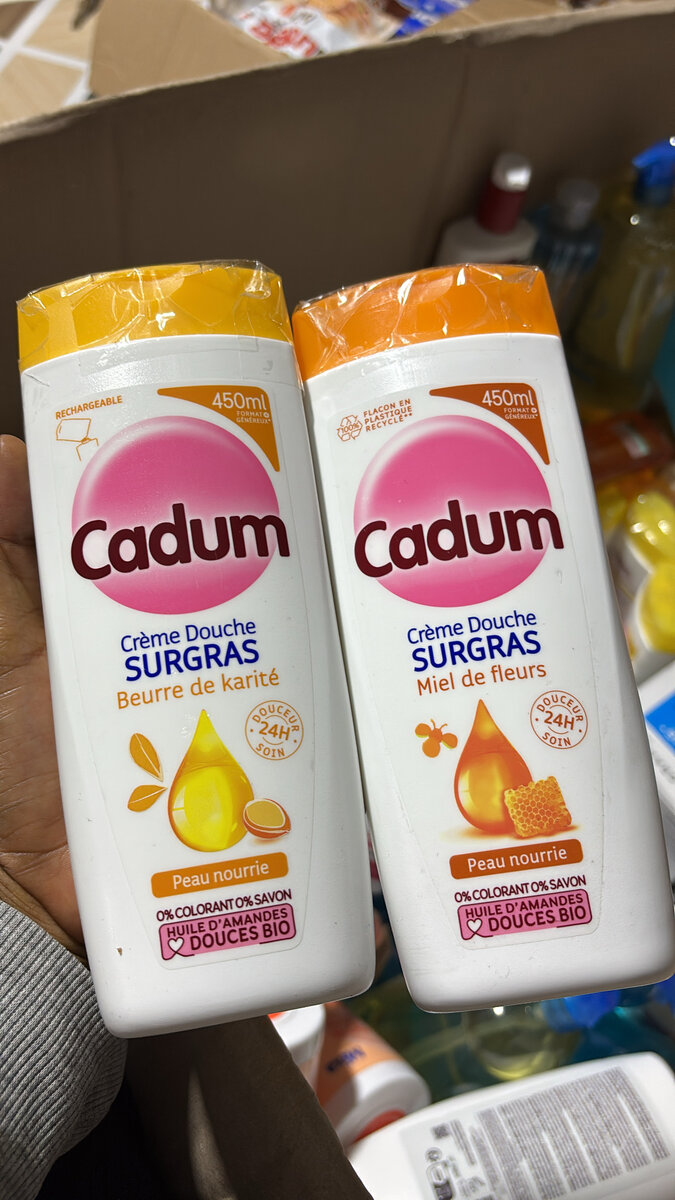 RECHARGEABLE
450ml
FORMAT
GÉNÉREUX*
Cadum
Crème Douche
SURGRAS
Beurre de karité
DOUCEUR
24H
SOIN
Peau nourrie
0% COLORANT 0% SAVON
HUILE D'AMANDES
DOUCES BIO
100%
FLACON EN
PLASTIQUE
RECYCLÉ**
450ml
FORMAT
GÉNÉREUX*
Cadum
Crème Douche
SURGRAS
Miel de fleurs
DOUCEUR
24H
SOIN
Peau nourrie
0% COLORANT 0% SAVON
HUILE D'AMANDES
DOUCES BIO